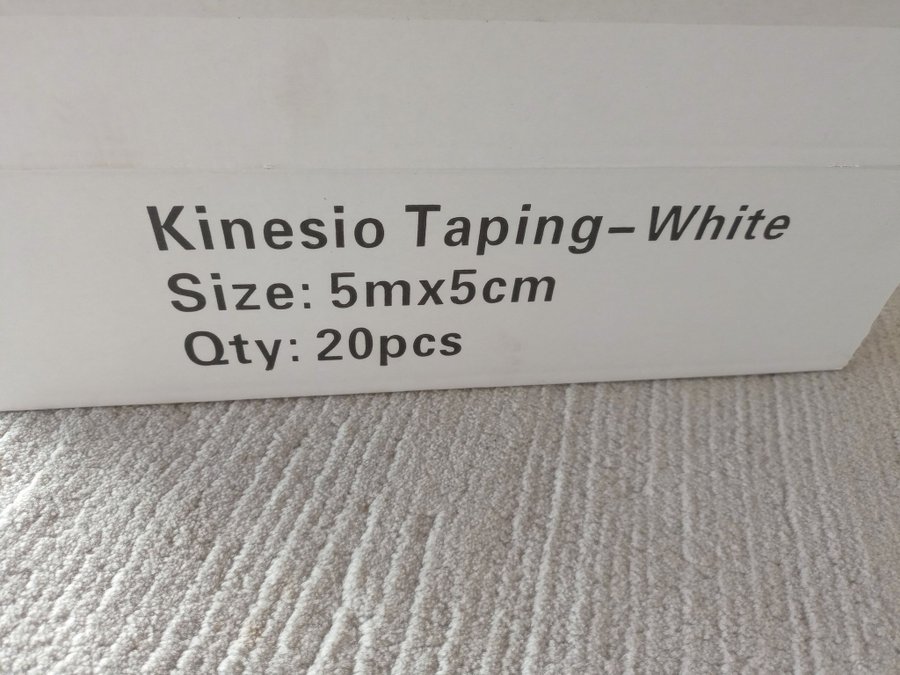 Kinesio Taping-White
Size: 5mx5cm
Qty: 20pcs